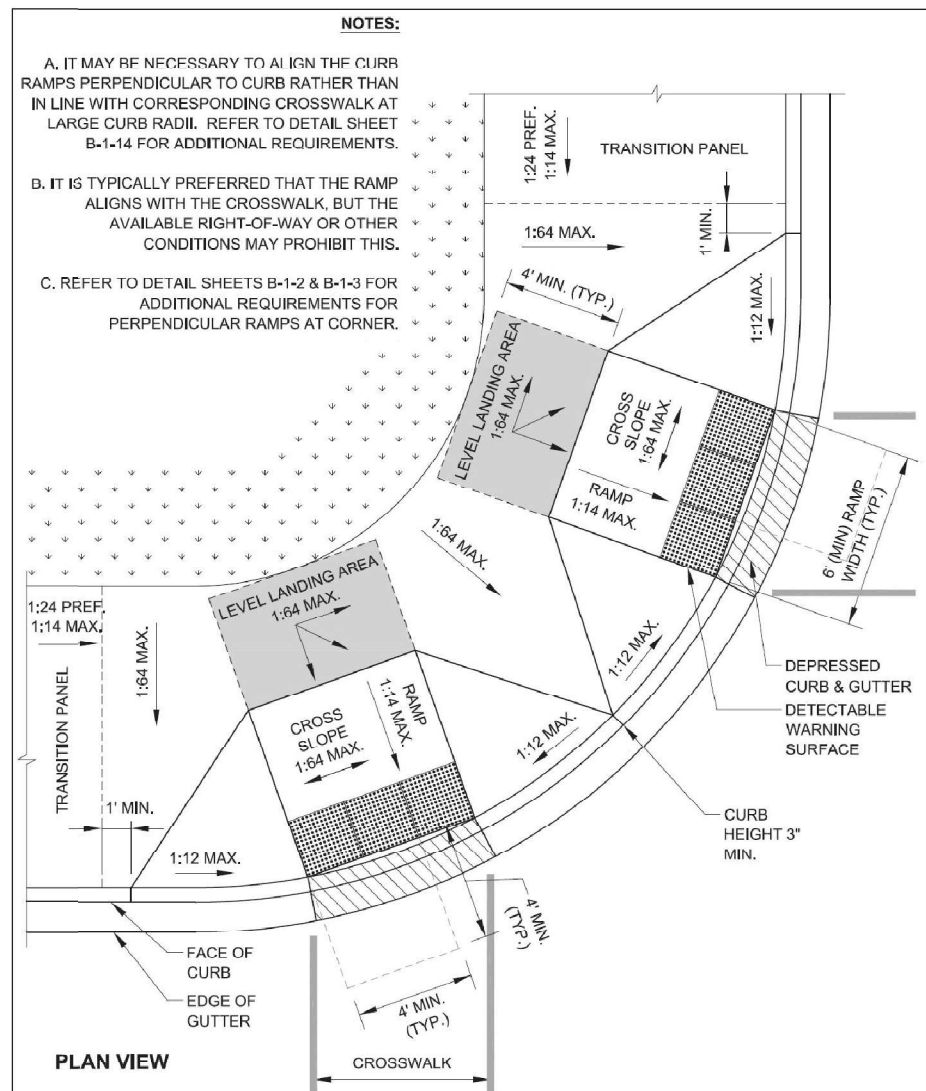 NOTES:
A. IT MAY BE NECESSARY TO ALIGN THE CURB
RAMPS PERPENDICULAR TO CURB RATHER THAN
IN LINE WITH CORRESPONDING CROSSWALK AT
LARGE CURB RADII. REFER TO DETAIL SHEET
B-1-14 FOR ADDITIONAL REQUIREMENTS.
B. IT IS TYPICALLY PREFERRED THAT THE RAMP
ALIGNS WITH THE CROSSWALK, BUT THE
AVAILABLE RIGHT-OF-WAY OR OTHER
CONDITIONS MAY PROHIBIT THIS.
C. REFER TO DETAIL SHEETS B-1-2 & B-1-3 FOR
ADDITIONAL REQUIREMENTS FOR
PERPENDICULAR RAMPS AT CORNER.
1:24 PREF.
1:14 MAX.
TRANSITION PANEL
1' MIN.
1:64 MAX.
4' MIN. (TYP.)
1:12 MAX.
LEVEL LANDING AREA
1:64 MAX.
CROSS
SLOPE
1:64 MAX.
RAMP
1:14 MAX.
6' (MIN) RAMP
WIDTH (TYP.)
1:64 MAX.
LEVEL LANDING AREA
1:64 MAX.
1:24 PREF.
1:14 MAX.
1:64 MAX.
TRANSITION PANEL
1' MIN.
RAMP
1:14 MAX.
CROSS
SLOPE
1:64 MAX.
1:12 MAX.
1:12 MAX.
1:12 MAX.
DEPRESSED
CURB & GUTTER
DETECTABLE
WARNING
SURFACE
CURB
HEIGHT 3"
MIN.
4' MIN.
(TYP.)
FACE OF
CURB
EDGE OF
GUTTER
4' MIN.
(TYP.)
PLAN VIEW
CROSSWALK